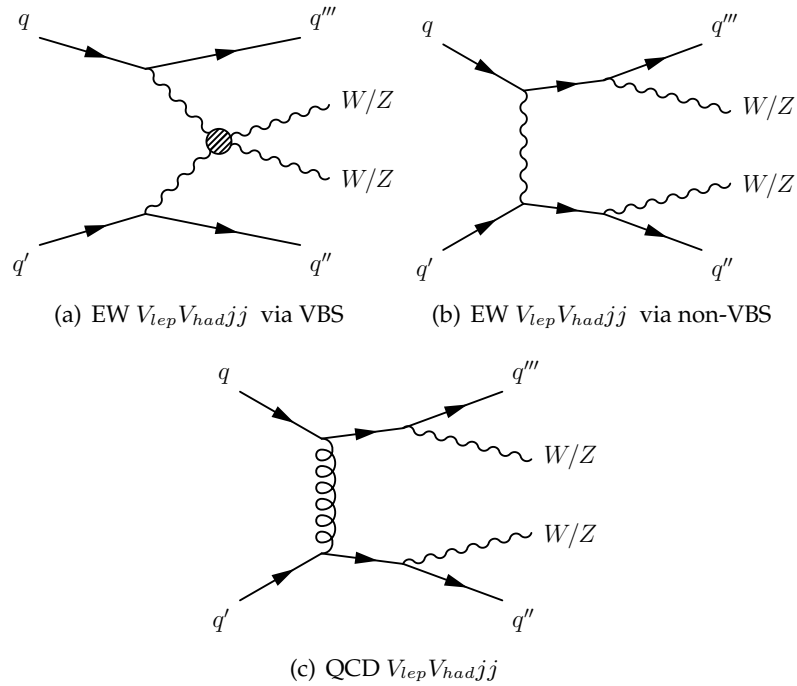 q
q'''
W/Z
W/Z
q'
q''
(a) EW V_{lep}V_{had}jj via VBS
q
q'''
W/Z
W/Z
q'
q''
(b) EW V_{lep}V_{had}jj via non-VBS
q
q'''
W/Z
W/Z
q'
q''
(c) QCD V_{lep}V_{had}jj